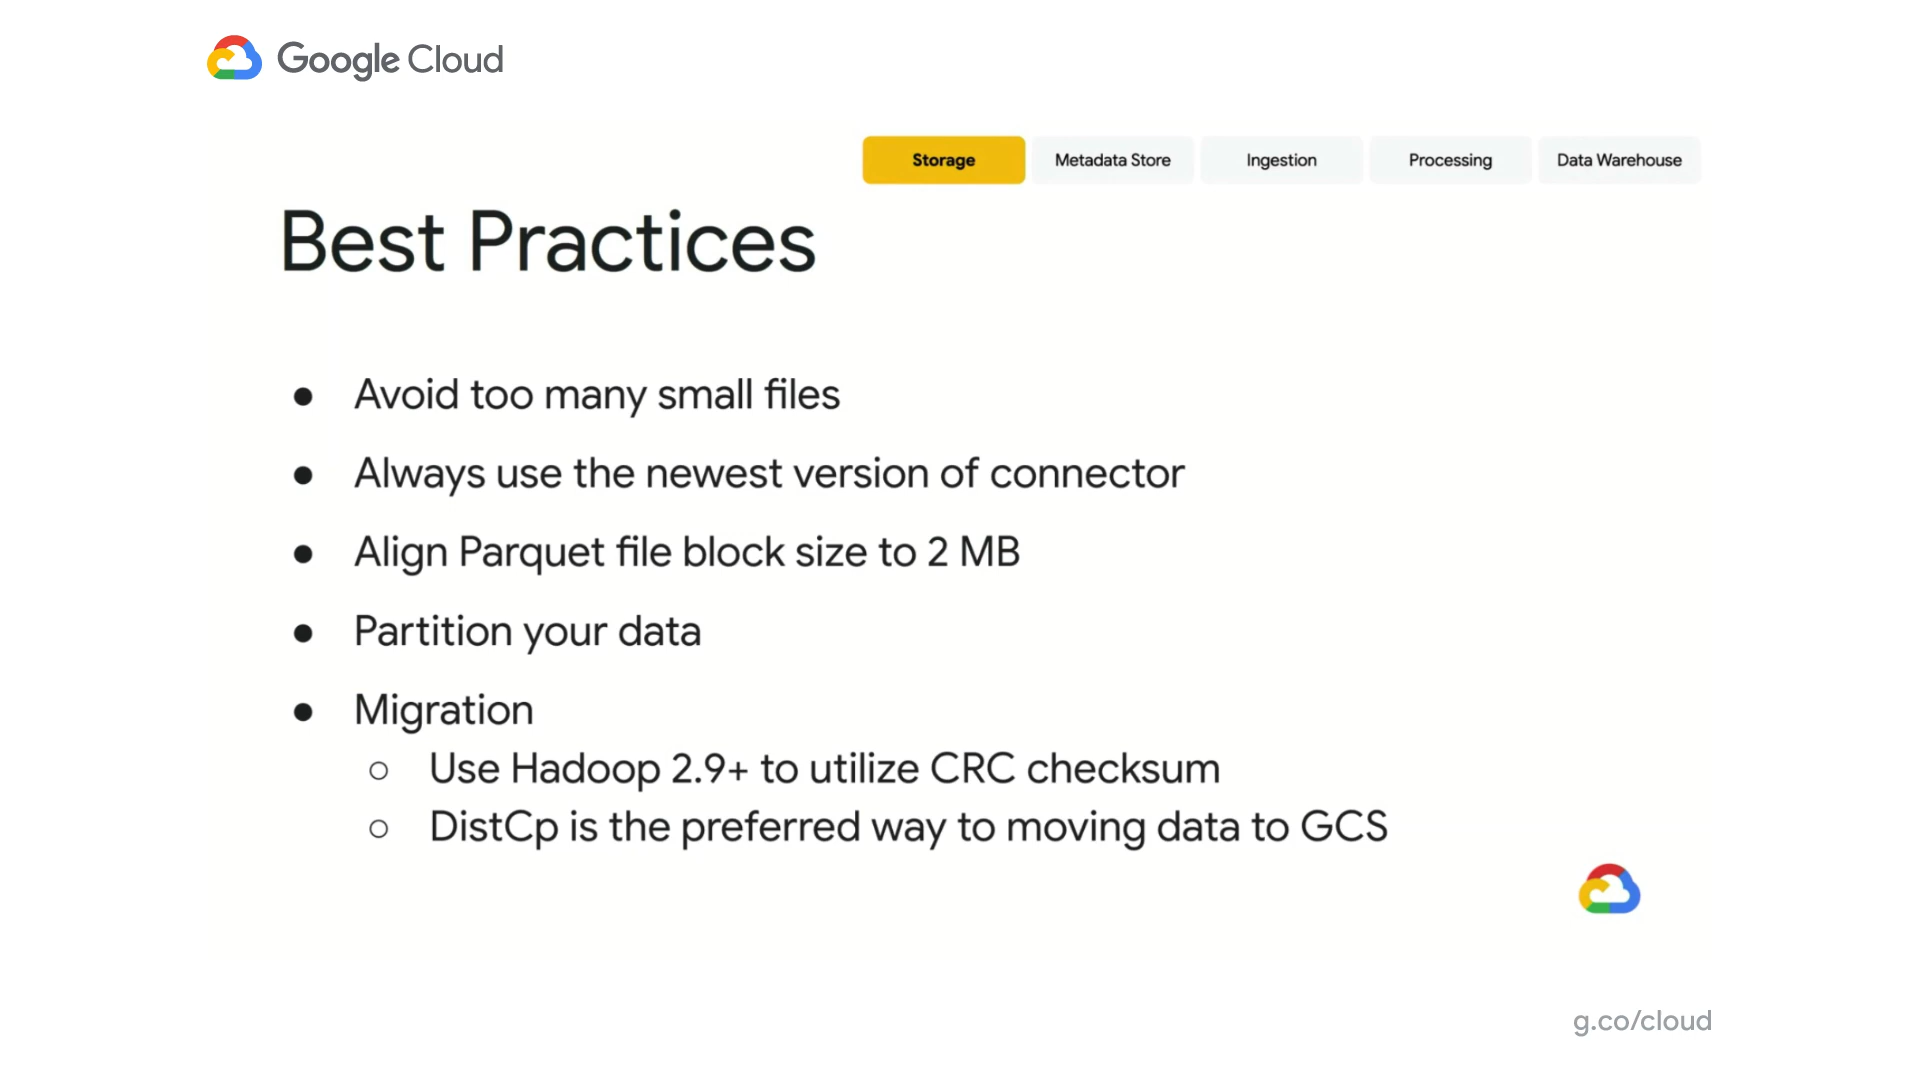 Google Cloud
Storage
Metadata Store
Ingestion
Processing
Data Warehouse
Best Practices
● Avoid too many small files
● Always use the newest version of connector
● Align Parquet file block size to 2 MB
● Partition your data
● Migration
○ Use Hadoop 2.9+ to utilize CRC checksum
○ DistCp is the preferred way to moving data to GCS
g.co/cloud